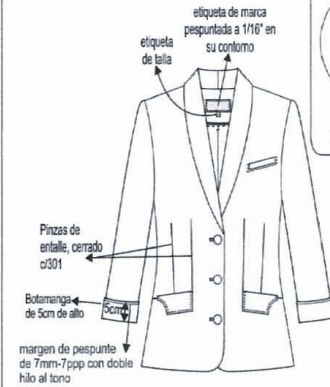 etiqueta de marca
pespuntada a 1/16" en
su contorno
etiqueta
de talla
Pinzas de
entalle, cerrado
c/301
Botamanga
de 5cm de alto
5cm
margen de pespunte
de 7mm-7ppp con doble
hilo al tono